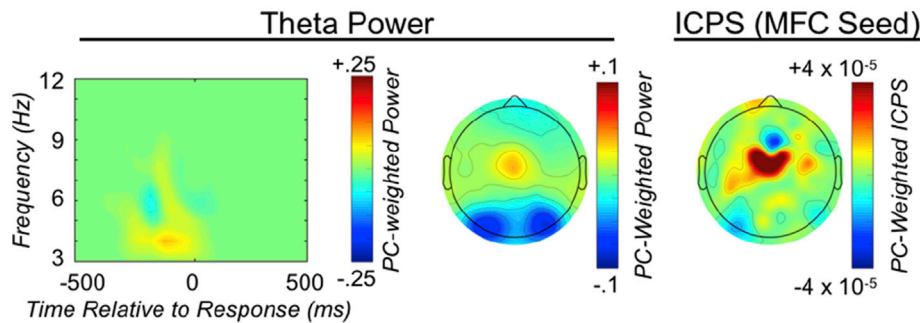 Theta Power
ICPS (MFC Seed)
Frequency (Hz)
12
9
6
3
-500
0
500
Time Relative to Response (ms)
+.25
-.25
PC-weighted Power
+.1
-.1
PC-Weighted Power
+4 x 10-5
-4 x 10-5
PC-Weighted ICPS